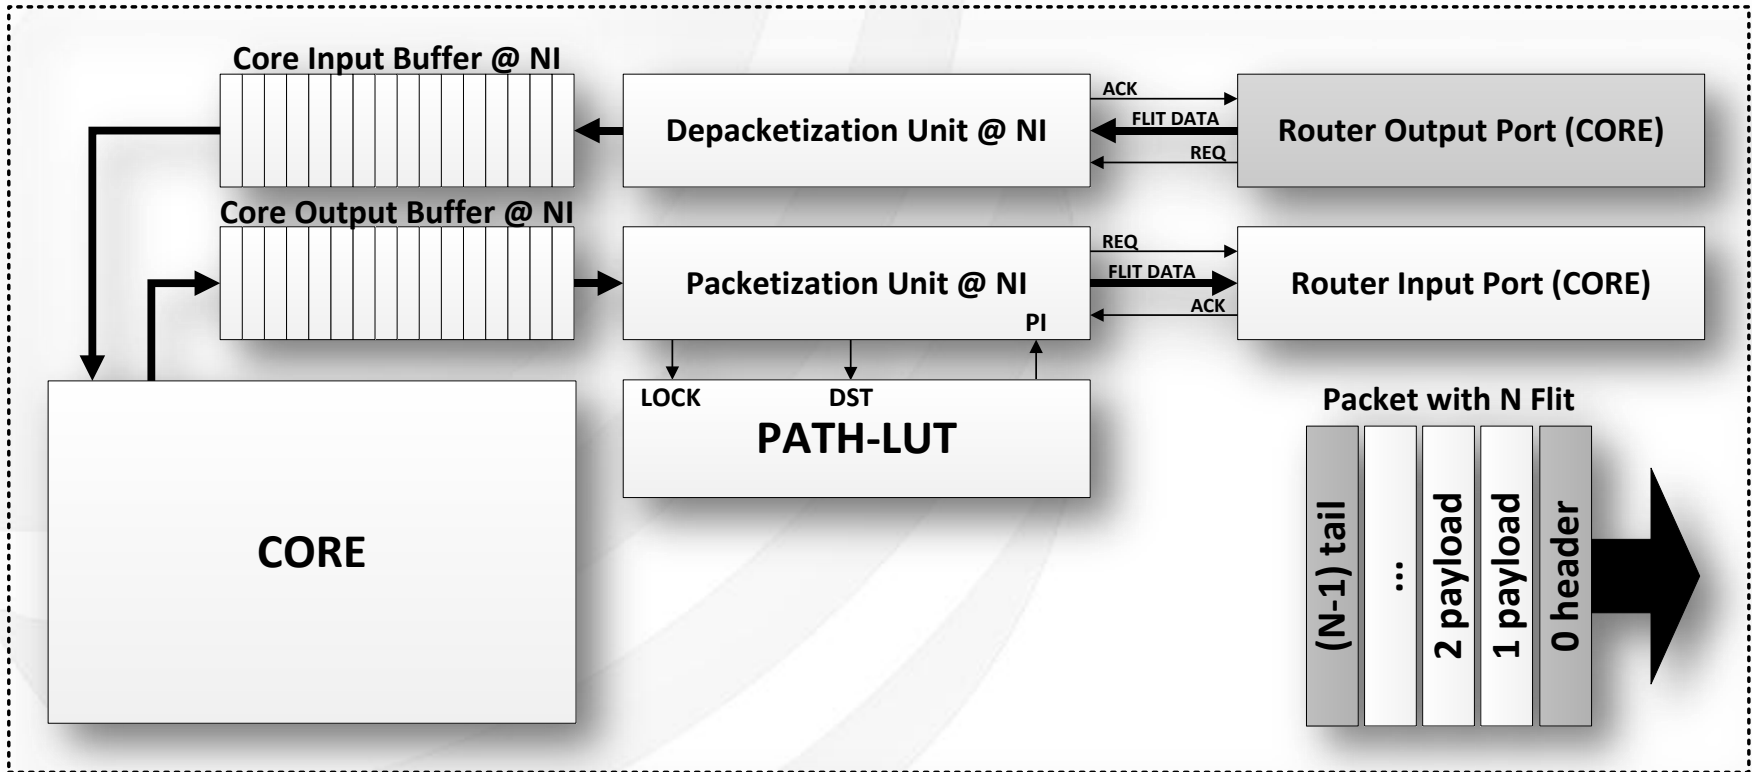 Core Input Buffer @ NI
Depacketization Unit @ NI
ACK
FLIT DATA
REQ
Router Output Port (CORE)
Core Output Buffer @ NI
Packetization Unit @ NI
PI
REQ
FLIT DATA
ACK
Router Input Port (CORE)
LOCK
DST
PATH-LUT
CORE
Packet with N Flit
(N-1) tail
...
2 payload
1 payload
0 header